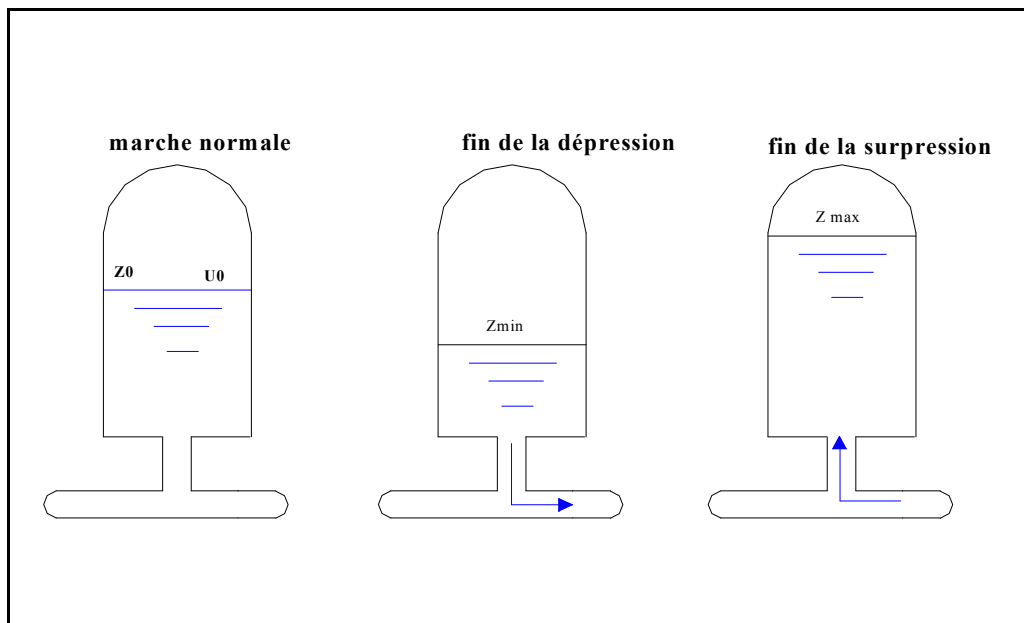 marche normale
fin de la dépression
fin de la surpression
Z max
Z0
U0
Zmin